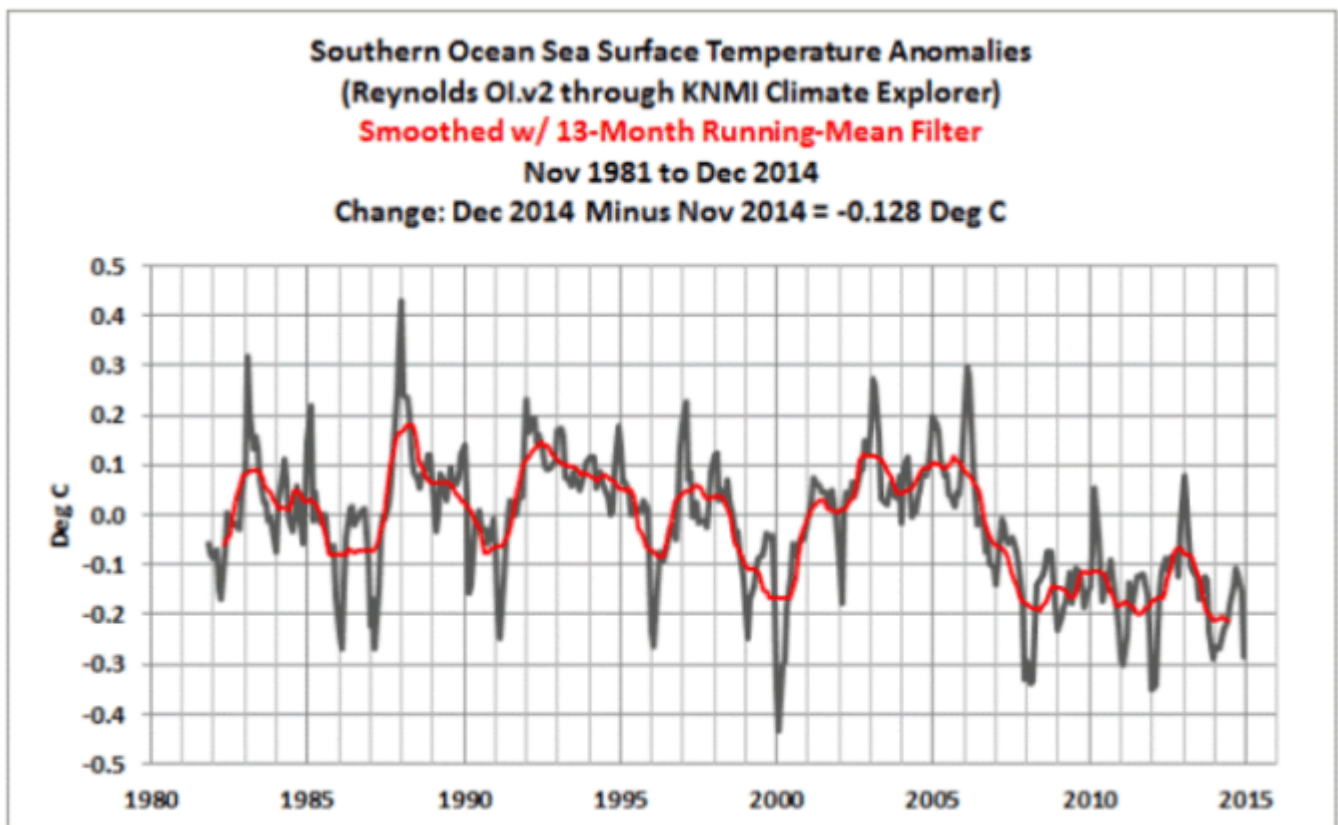 Southern Ocean Sea Surface Temperature Anomalies
(Reynolds OI.v2 through KNMI Climate Explorer)
Smoothed w/ 13-Month Running-Mean Filter
Nov 1981 to Dec 2014
Change: Dec 2014 Minus Nov 2014 = -0.128 Deg C
0.5
0.4
0.3
0.2
0.1
0.0
-0.1
-0.2
-0.3
-0.4
-0.5
Deg C
1980 1985 1990 1995 2000 2005 2010 2015